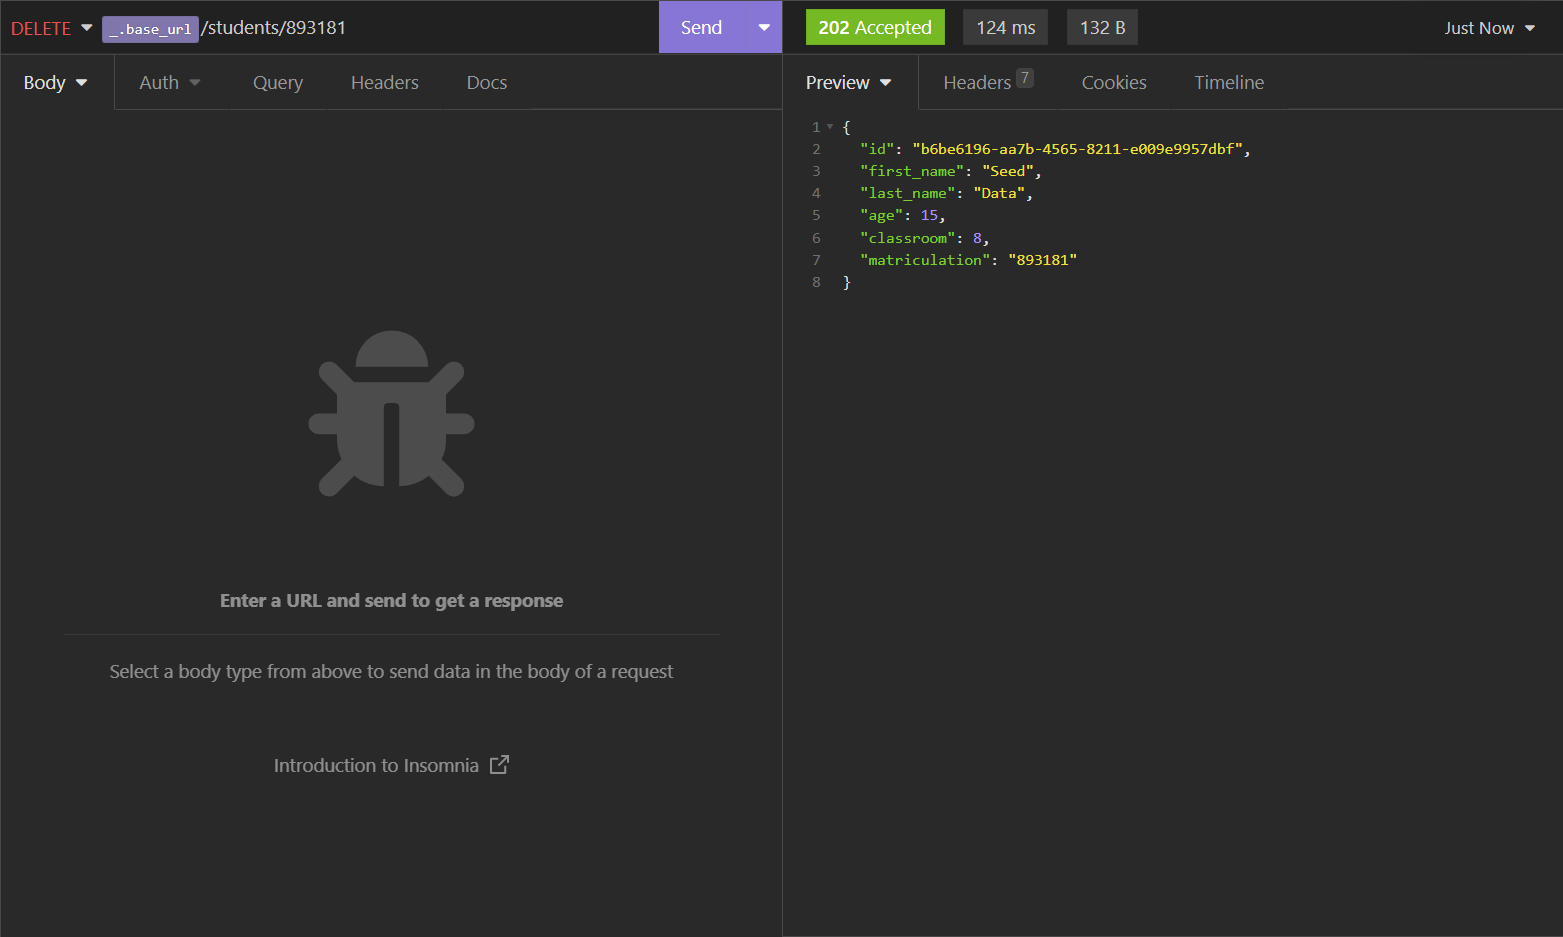 DELETE _.base_url/students/893181 Send
202 Accepted 124 ms 132 B Just Now
Body Auth Query Headers Docs
Preview Headers 7 Cookies Timeline
1 {
2 "id": "b6be6196-aa7b-4565-8211-e009e9957dbf",
3 "first_name": "Seed",
4 "last_name": "Data",
5 "age": 15,
6 "classroom": 8,
7 "matriculation": "893181"
8 }
Enter a URL and send to get a response
Select a body type from above to send data in the body of a request
Introduction to Insomnia